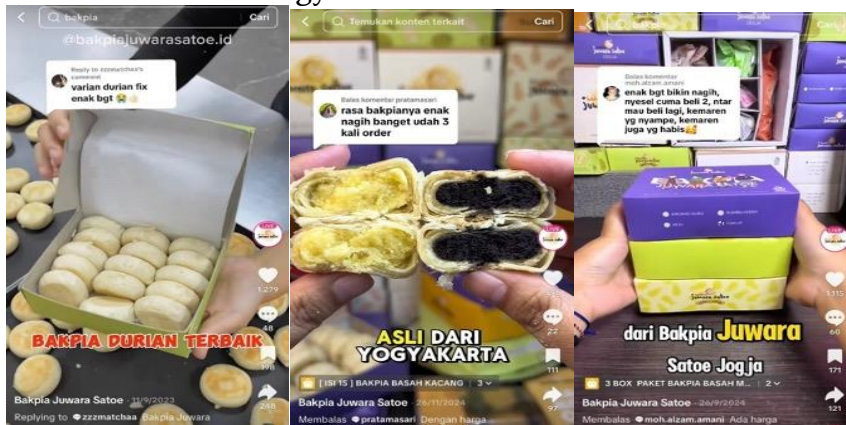 bakpia
Cari
@bakpiajuwarasatoe.id
Reply to zzzmatchaa's
comment
varian durian fix
enak bgt 😭👍🏻
1.279
48
198
248
BAKPIA DURIAN TERBAIK
Bakpia Juwara Satoe · 11/9/2023
Replying to @zzzmatchaa Bakpia Juwara
Temukan konten terkait
Cari
Balas komentar pratamasari
rasa bakpianya enak
nagih banget udah 3
kali order
22
111
97
ASLI DARI
YOGYAKARTA
[ ISI 15 ] BAKPIA BASAH KACANG | 3
Bakpia Juwara Satoe · 26/11/2024
Membalas @pratamasari Dengan harga
Cari
Balas komentar
moh.alzam.amani
enak bgt bikin nagih,
nyesel cuma beli 2, ntar
mau beli lagi, kemaren
yg nyampe, kemaren
juga yg habis🥰
1.115
60
171
121
dari Bakpia Juwara
Satoe Jogja
3 BOX PAKET BAKPIA BASAH M... | 2
Bakpia Juwara Satoe · 26/9/2024
Membalas @moh.alzam.amani Ada harga